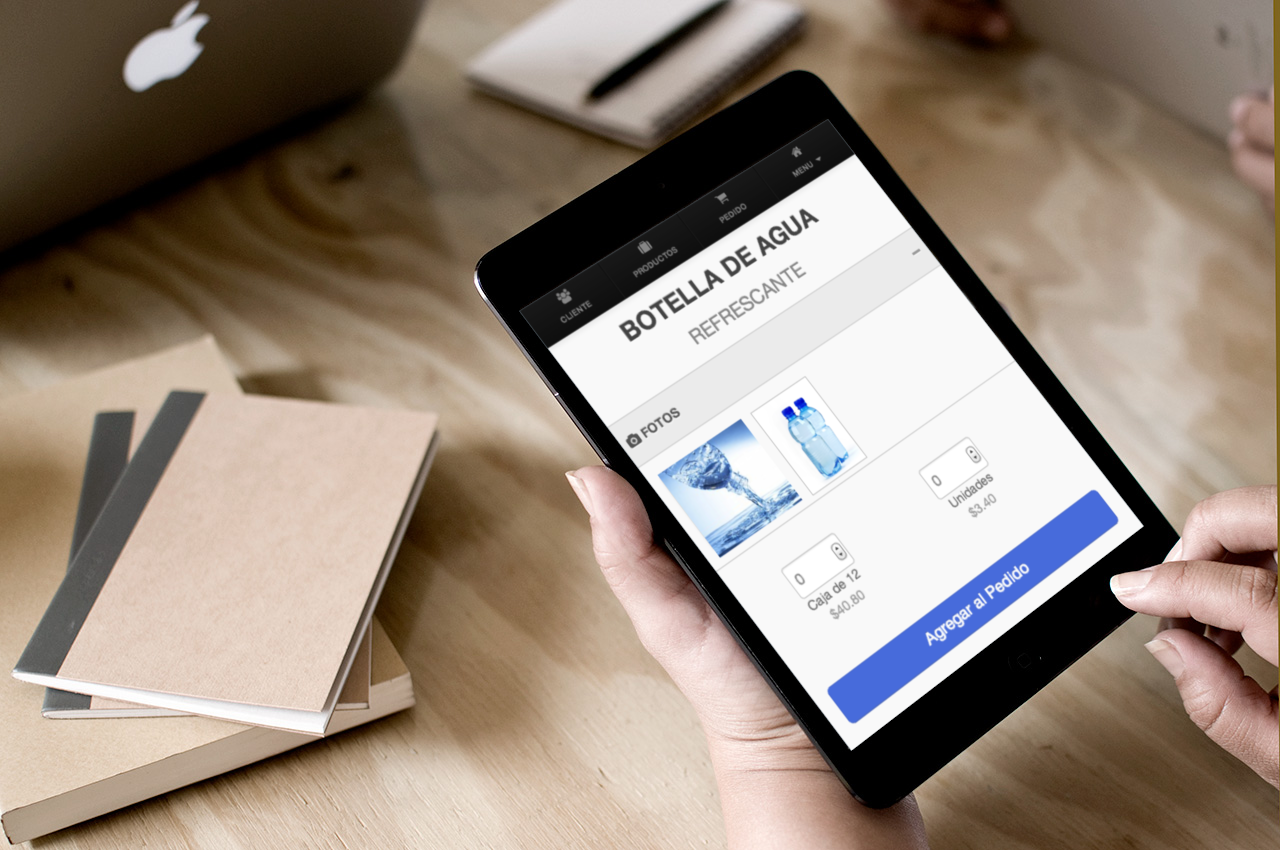 CLIENTE
PRODUCTOS
PEDIDO
MENU
BOTELLA DE AGUA
REFRESCANTE
FOTOS
0
Caja de 12
$40.80
0
Unidades
$3.40
Agregar al Pedido